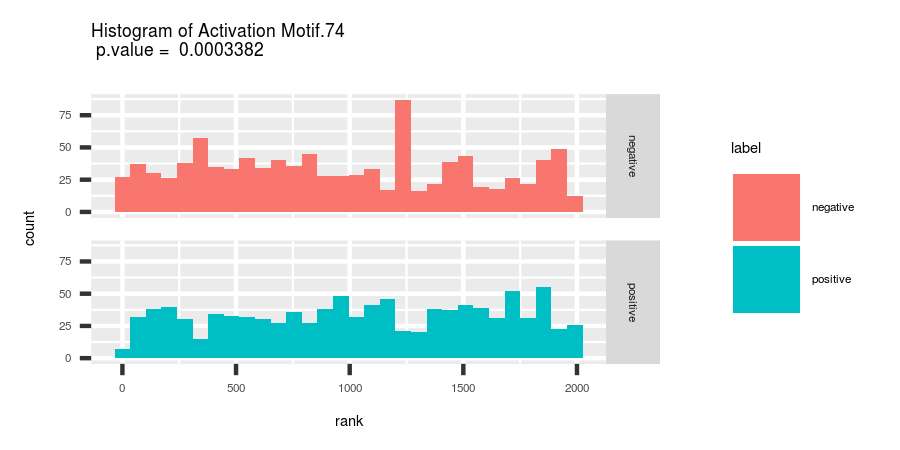 Histogram of Activation Motif.74
p.value =  0.0003382
count
75
50
25
0
negative
75
50
25
0
positive
0 500 1000 1500 2000
rank
label
negative
positive